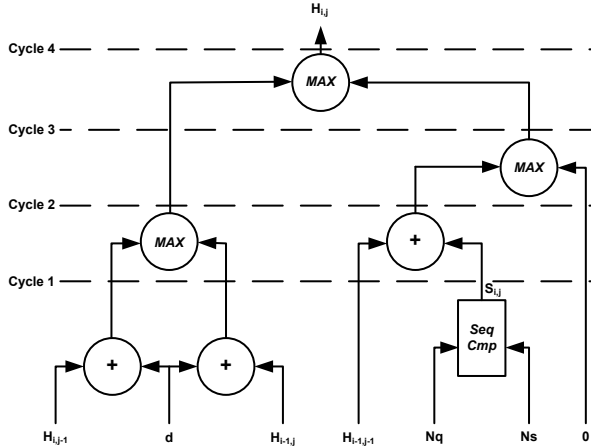 H_{i,j}
Cycle 4
MAX
Cycle 3
MAX
Cycle 2
MAX
+
Cycle 1
S_{i,j}
Seq
Cmp
+ +
H_{i,j-1} d H_{i-1,j} H_{i-1,j-1} Nq Ns 0